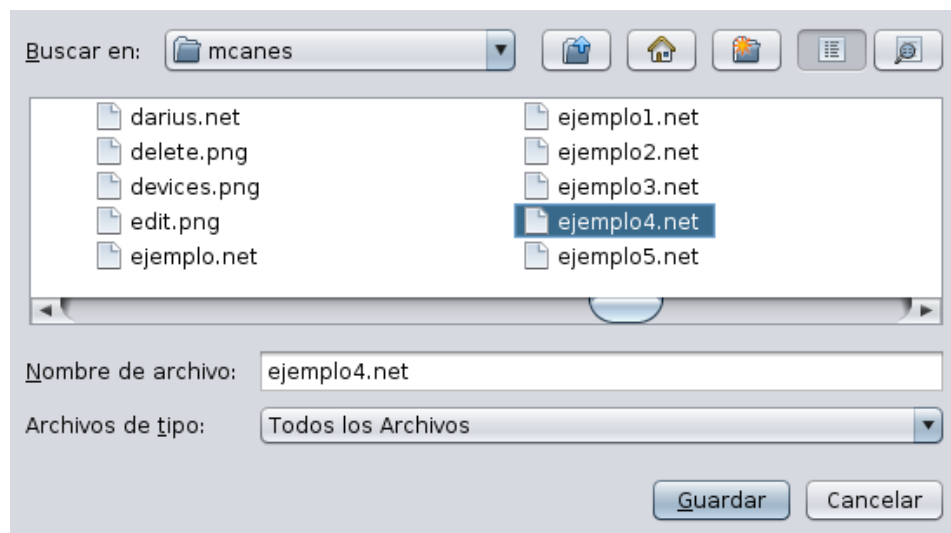 Buscar en: mcanes
darius.net
delete.png
devices.png
edit.png
ejemplo.net
ejemplo1.net
ejemplo2.net
ejemplo3.net
ejemplo4.net
ejemplo5.net
Nombre de archivo: ejemplo4.net
Archivos de tipo: Todos los Archivos
Guardar Cancelar